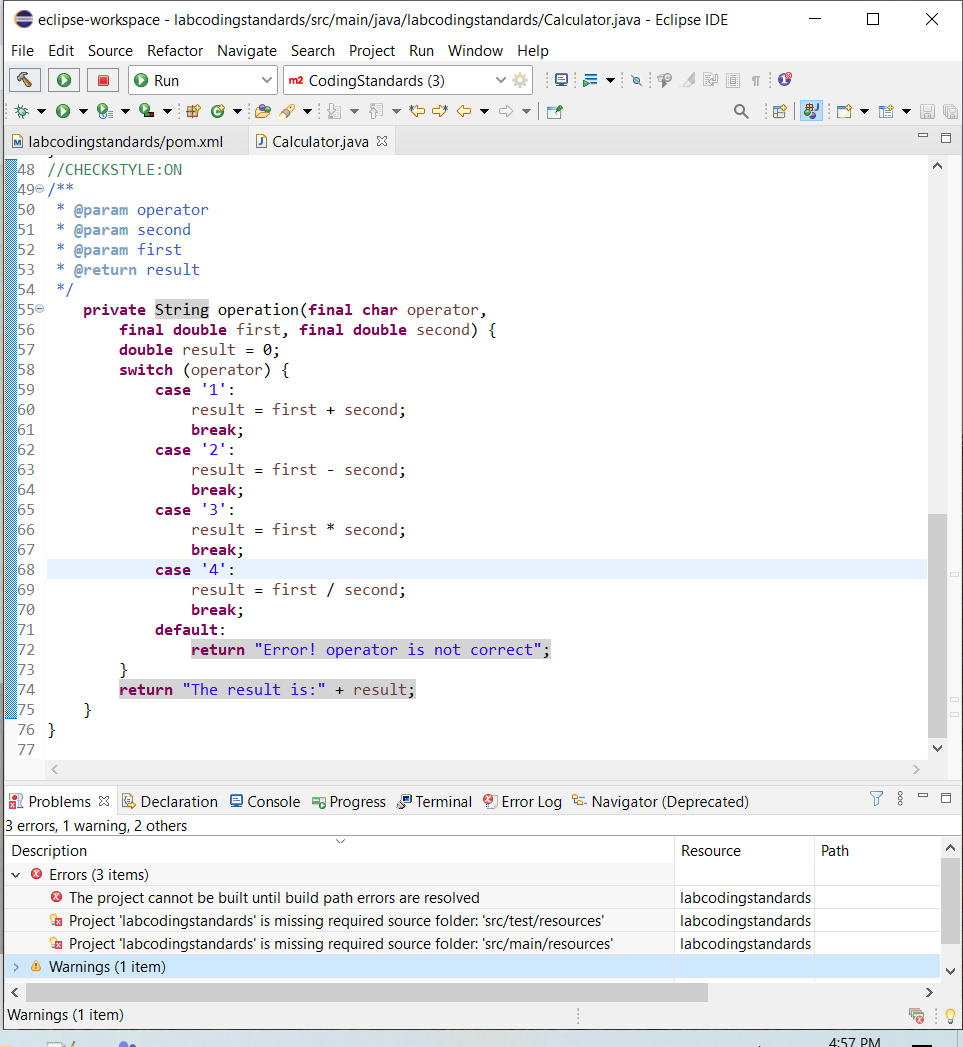 eclipse-workspace - labcodingstandards/src/main/java/labcodingstandards/Calculator.java - Eclipse IDE
File Edit Source Refactor Navigate Search Project Run Window Help
Run m2 CodingStandards (3)
labcodingstandards/pom.xml Calculator.java
48 //CHECKSTYLE:ON
49 /**
50 * @param operator
51 * @param second
52 * @param first
53 * @return result
54 */
55 private String operation(final char operator,
56 final double first, final double second) {
57 double result = 0;
58 switch (operator) {
59 case '1':
60 result = first + second;
61 break;
62 case '2':
63 result = first - second;
64 break;
65 case '3':
66 result = first * second;
67 break;
68 case '4':
69 result = first / second;
70 break;
71 default:
72 return "Error! operator is not correct";
73 }
74 return "The result is:" + result;
75 }
76 }
77
Problems Declaration Console Progress Terminal Error Log Navigator (Deprecated)
3 errors, 1 warning, 2 others
Description Resource Path
Errors (3 items)
The project cannot be built until build path errors are resolved labcodingstandards
Project 'labcodingstandards' is missing required source folder: 'src/test/resources' labcodingstandards
Project 'labcodingstandards' is missing required source folder: 'src/main/resources' labcodingstandards
Warnings (1 item)
Warnings (1 item)
4:57 PM